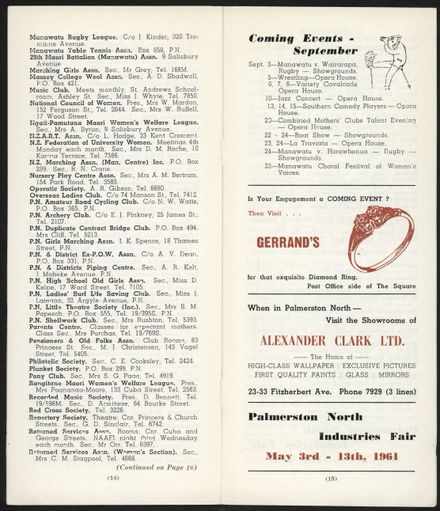 Manawatu Rugby League. C/o I Kinder, 320 Tremaine Avenue.
Manawatu Table Tennis Assn. Box 558, P.N.
29th Maori Battalion (Manawatu) Assn. 9 Salisbury
Avenue
Marching Girls Assn., Sec. Mr Grey, Tel. 168M.
Massey College Wool Assn. Sec. A. D. Shadwell,
P.O. Box 421.
Music Club. Meets monthly, St. Andrews School-
room, Ashley St. Sec., Miss J. Whyte, Tel. 7850.
National Council of Women. Pres., Mrs W. Mardon,
152 Ferguson St, Tel. 2644. Sec., Mrs W. Buffell,
17 Wood Street.
Ngati-Pamutana Maori Women's Welfare League.
Sec., Mrs A. Byron, 9 Salisbury Avenue.
N.Z.E.A.R.T. Assn. C/o L. Hodge, 23 Kent Crescent.
N.Z. Federation of University Women. Meetings 4th
Monday each month. Sec., Mrs D. M. Roche, 10
Karina Terrace, Tel. 7586.
N.Z. Marching Assn. (Man. Centre) Inc. P.O. Box
289. Sec., R. N. Crane.
Nursery Play Centre Assn. Sec., Mrs A. M. Bertram,
154 Park Road, Tel. 3585.
Operatic Society. A. R. Gibson, Tel. 6680.
Overseas Ladies Club. C/o 74 Manson St, Tel. 7412.
P.N. Amateur Road Cycling Club. C/o N. W. Watts,
P.O. Box 365, P.N.
P.N. Archery Club. C/o E. J. Pinkney, 25 James St.,
Tel. 2107.
P.N. Duplicate Contract Bridge Club. P.O. Box 494.
Mrs Cliff, Tel. 5213.
P.N. Girls Marching Assn. I. K. Spence, 18 Thames
Street, P.N.
P.N. & District Ex-P.O.W. Assn. C/o A. V. Dean,
P.O. Box 331, P.N.
P.N. & Districts Piping Centre. Sec., A. R. Kelt,
1 Moheke Avenue, P.N.
P.N. High School Old Girls Assn. Sec., Miss D.
Keiue, 17 Ward Street, Tel. 7105.
P.N. Ladies' Surf Life Saving Club. Sec., Miss J
Latenan, 32 Argyle Avenue, P.N.
P.N. Little Theatre Society (Inc.). Sec., Mrs B. M.
Papesch, P.O. Box 555, Tel. 19/395S, P.N.
P.N. Shellwork Club. Sec., Mrs Rushton, Tel. 5393.
Parents Centre. Classes for expectant mothers.
Class Sec. Mrs Purchas, Tel. 19/769S.
Pensioners & Old Folks Assn. Club Rooms, 83
Princess St. Sec., M. J. Christensen, 143 Vogel
Street. Tel. 5405.
Philatelic Society. Sec., C. E. Cooksley, Tel. 2424.
Plunket Society. P.O. Box 299, P.N.
Pony Club. Sec., Mrs S. G. Pano, Tel. 4919.
Rangitane Maori Women's Welfare League. Pres.,
Mrs Paamanaa-Moore, 133 Cuba Street, Tel. 2563.
Recorded Music Society. Pres., D. Bennett, Tel.
19/198M. Sec., D. Armitage, 64 Bourke Street.
Red Cross Society. Tel. 3226.
Repertory Society. Theatre: Cnr. Princess & Church
Streets. Sec., G. D. Sinclair, Tel. 6742.
Returned Services Assn. Rooms: Cnr. Cuba and
George Streets. NAAFI night third Wednesday
each month. Sec. Mr Orr, Tel. 6397.
Returned Services Assn. (Women's Section). Sec.,
Mrs C. M. Stagpool, Tel. 4668.
(Continued on Page 16)
(14)
Coming Events -
September
Sept. 3—Manawatu v. Wairarapa,
Rugby — Showgrounds.
5—Wrestling—Opera House.
6, 7, 8—Variety Cavalcade
Opera House.
10—Jazz Concert — Opera House.
13, 14, 15—Southern Comedy Players — Opera
House.
20—Combined Mothers' Clubs Talent Evening
— Opera House.
22 - 24—Boat Show — Showgrounds.
23, 24—La Traviata — Opera House.
24—Manawatu v. Horowhenua — Rugby —
Showgrounds.
28—Manawatu Choral Festival of Women's
Voices.
Is Your Engagement a COMING EVENT ?
Then Visit . . .
GERRAND'S
for that exquisite Diamond Ring.
Post Office side of The Square
When in Palmerston North—
Visit the Showrooms of
ALEXANDER CLARK LTD.
— The Home of —
HIGH-CLASS WALLPAPER : EXCLUSIVE PICTURES
FIRST QUALITY PAINTS : GLASS : MIRRORS
23-33 Fitzherbert Ave. Phone 7929 (3 lines)
Palmerston North
Industries Fair
May 3rd - 13th, 1961
(15)